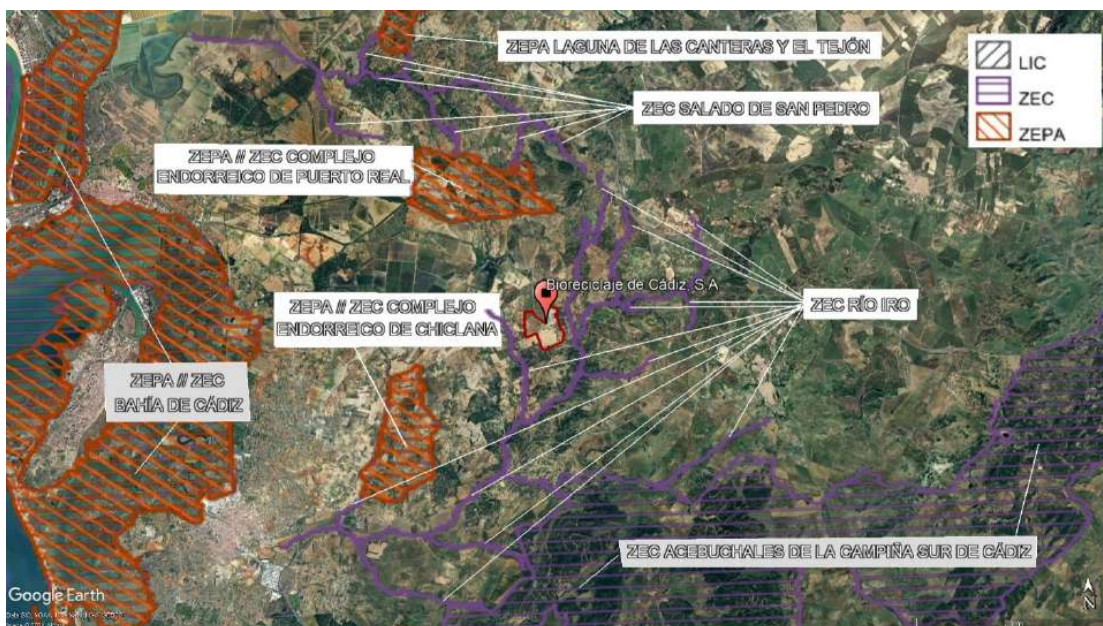 ZEPA LAGUNA DE LAS CANTERAS Y EL TEJÓN
LIC
ZEC
ZEPA
ZEC SALADO DE SAN PEDRO
ZEPA // ZEC COMPLEJO
ENDORREICO DE PUERTO REAL
Bioreciclaje de Cádiz, S.A
ZEPA // ZEC COMPLEJO
ENDORREICO DE CHICLANA
ZEC RÍO IRO
ZEPA // ZEC
BAHÍA DE CÁDIZ
ZEC ACEBUCHALES DE LA CAMPIÑA SUR DE CÁDIZ
Google Earth
N